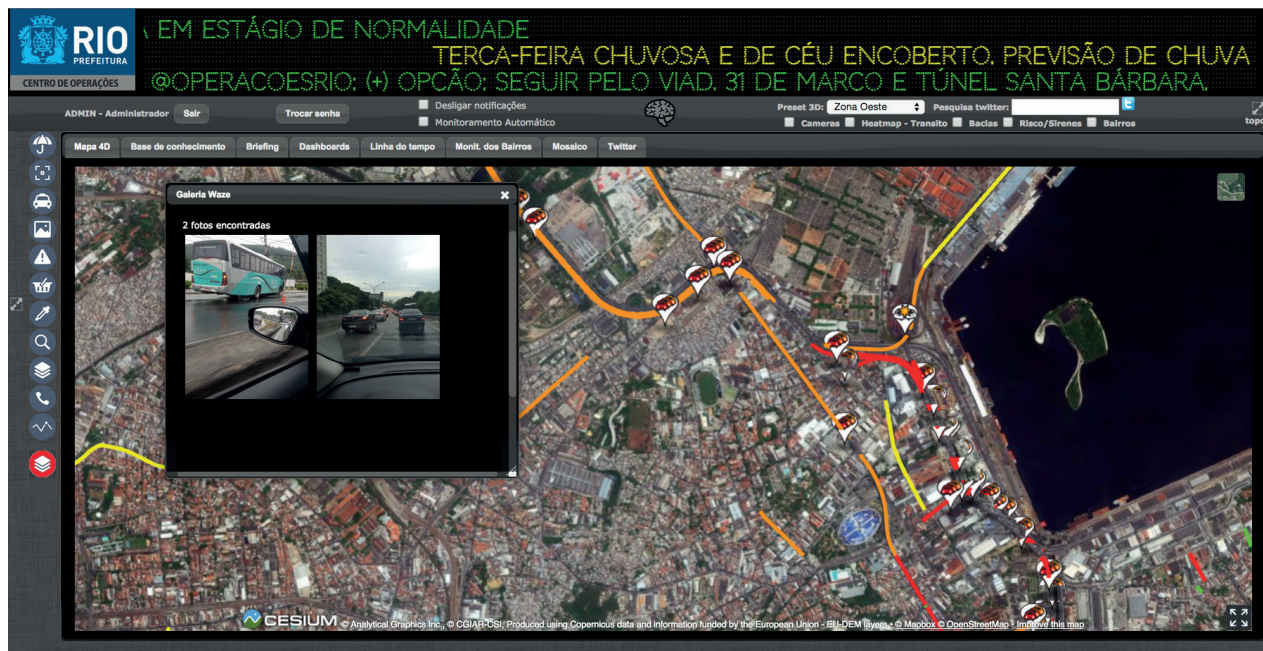 A EM ESTÁGIO DE NORMALIDADE
RIO
PREFEITURA
TERCA-FEIRA CHUVOSA E DE CÉU ENCOBERTO. PREVISÃO DE CHUVA
CENTRO DE OPERAÇÕES
@OPERACOESRIO: (+) OPCÃO: SEGUIR PELO VIAD. 31 DE MARCO E TÚNEL SANTA BÁRBARA.
ADMIN - Administrador
Sair
Trocar senha
Desligar notificações
Monitoramento Automático
Preset 3D: Zona Oeste
Pesquisa twitter:
Cameras
Heatmap - Transito
Bacias
Risco/Sirenes
Bairros
topo
Mapa 4D
Base de conhecimento
Briefing
Dashboards
Linha do tempo
Monit. dos Bairros
Mosaico
Twitter
Galeria Waze
2 fotos encontradas
CESIUM © Analytical Graphics Inc., © CGIAR-CSI, Produced using Copernicus data and information funded by the European Union - EU-DEM layers • © Mapbox © OpenStreetMap • Improve this map